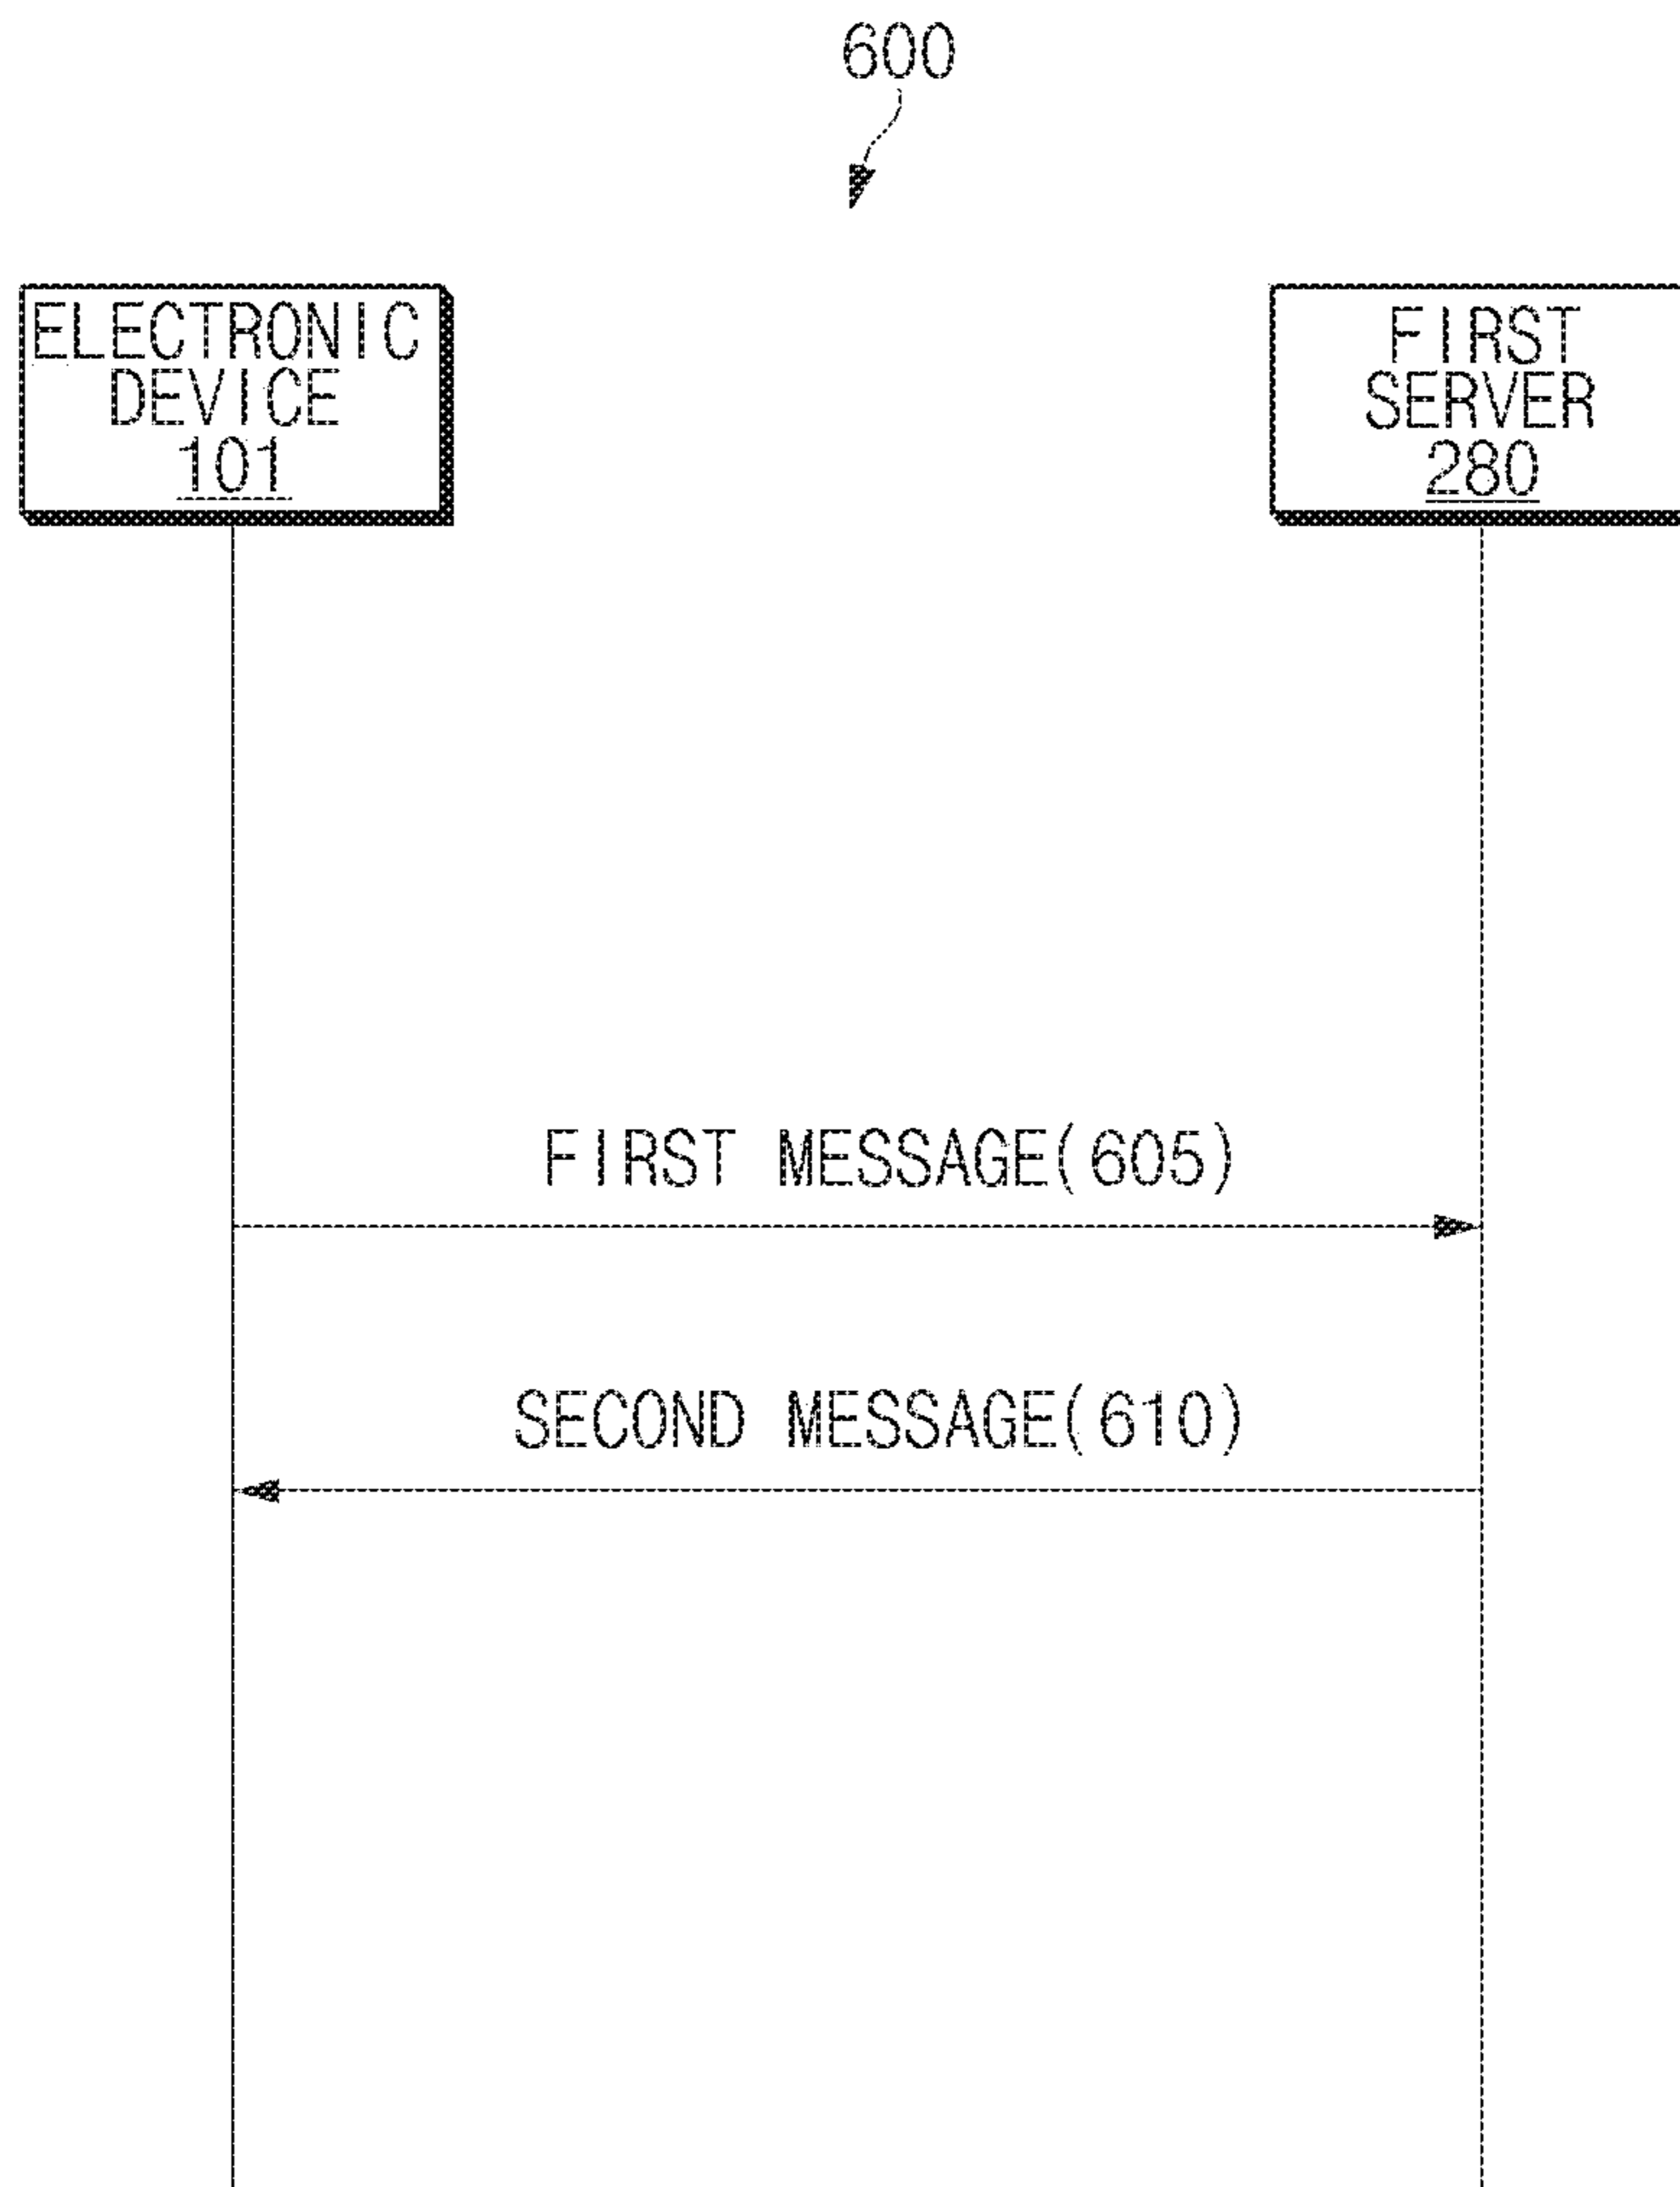 600
ELECTRONIC
DEVICE
101
FIRST
SERVER
280
FIRST MESSAGE(605)
SECOND MESSAGE(610)